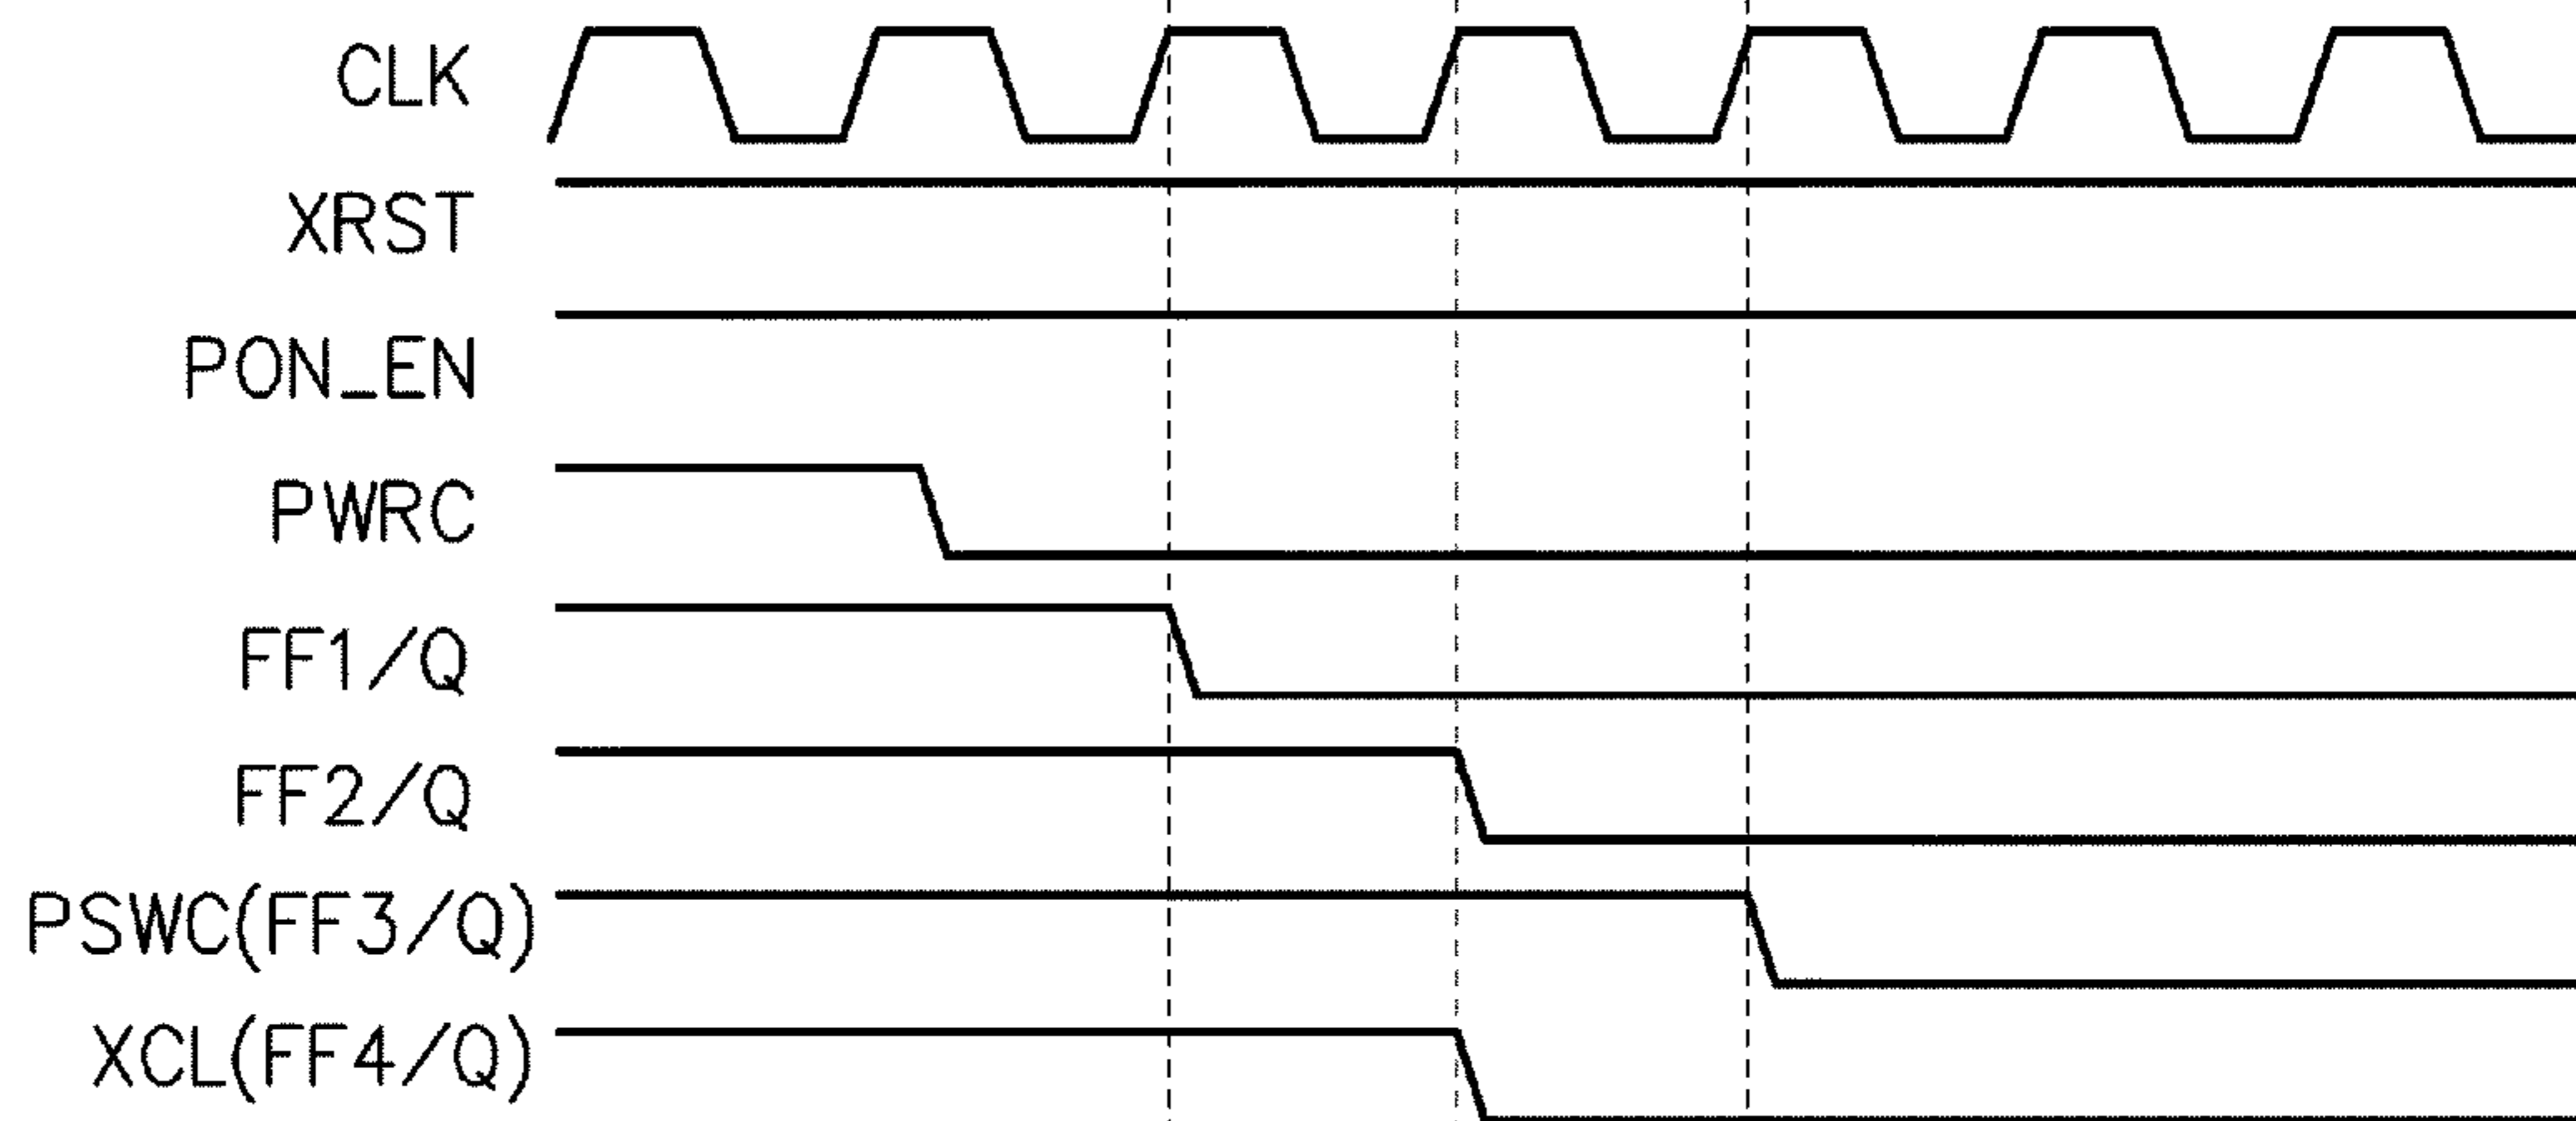 CLK
XRST
PON_EN
PWRC
FF1/Q
FF2/Q
PSWC(FF3/Q)
XCL(FF4/Q)